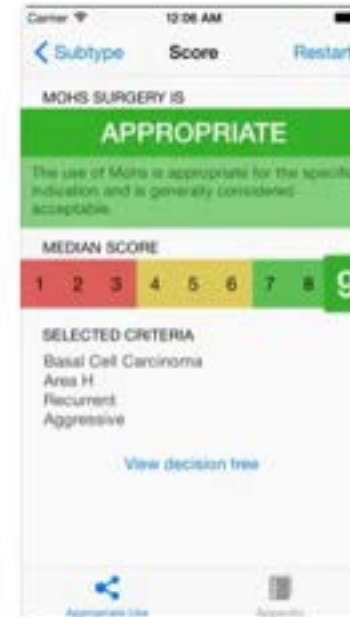 Carrier 12:06 AM
Subtype Score Restart
MOHS SURGERY IS
APPROPRIATE
The use of Mohs is appropriate for the specific
indication and is generally considered
acceptable.
MEDIAN SCORE
1 2 3 4 5 6 7 8 9
SELECTED CRITERIA
Basal Cell Carcinoma
Area H
Recurrent
Aggressive
View decision tree
Appropriate Use Appendix